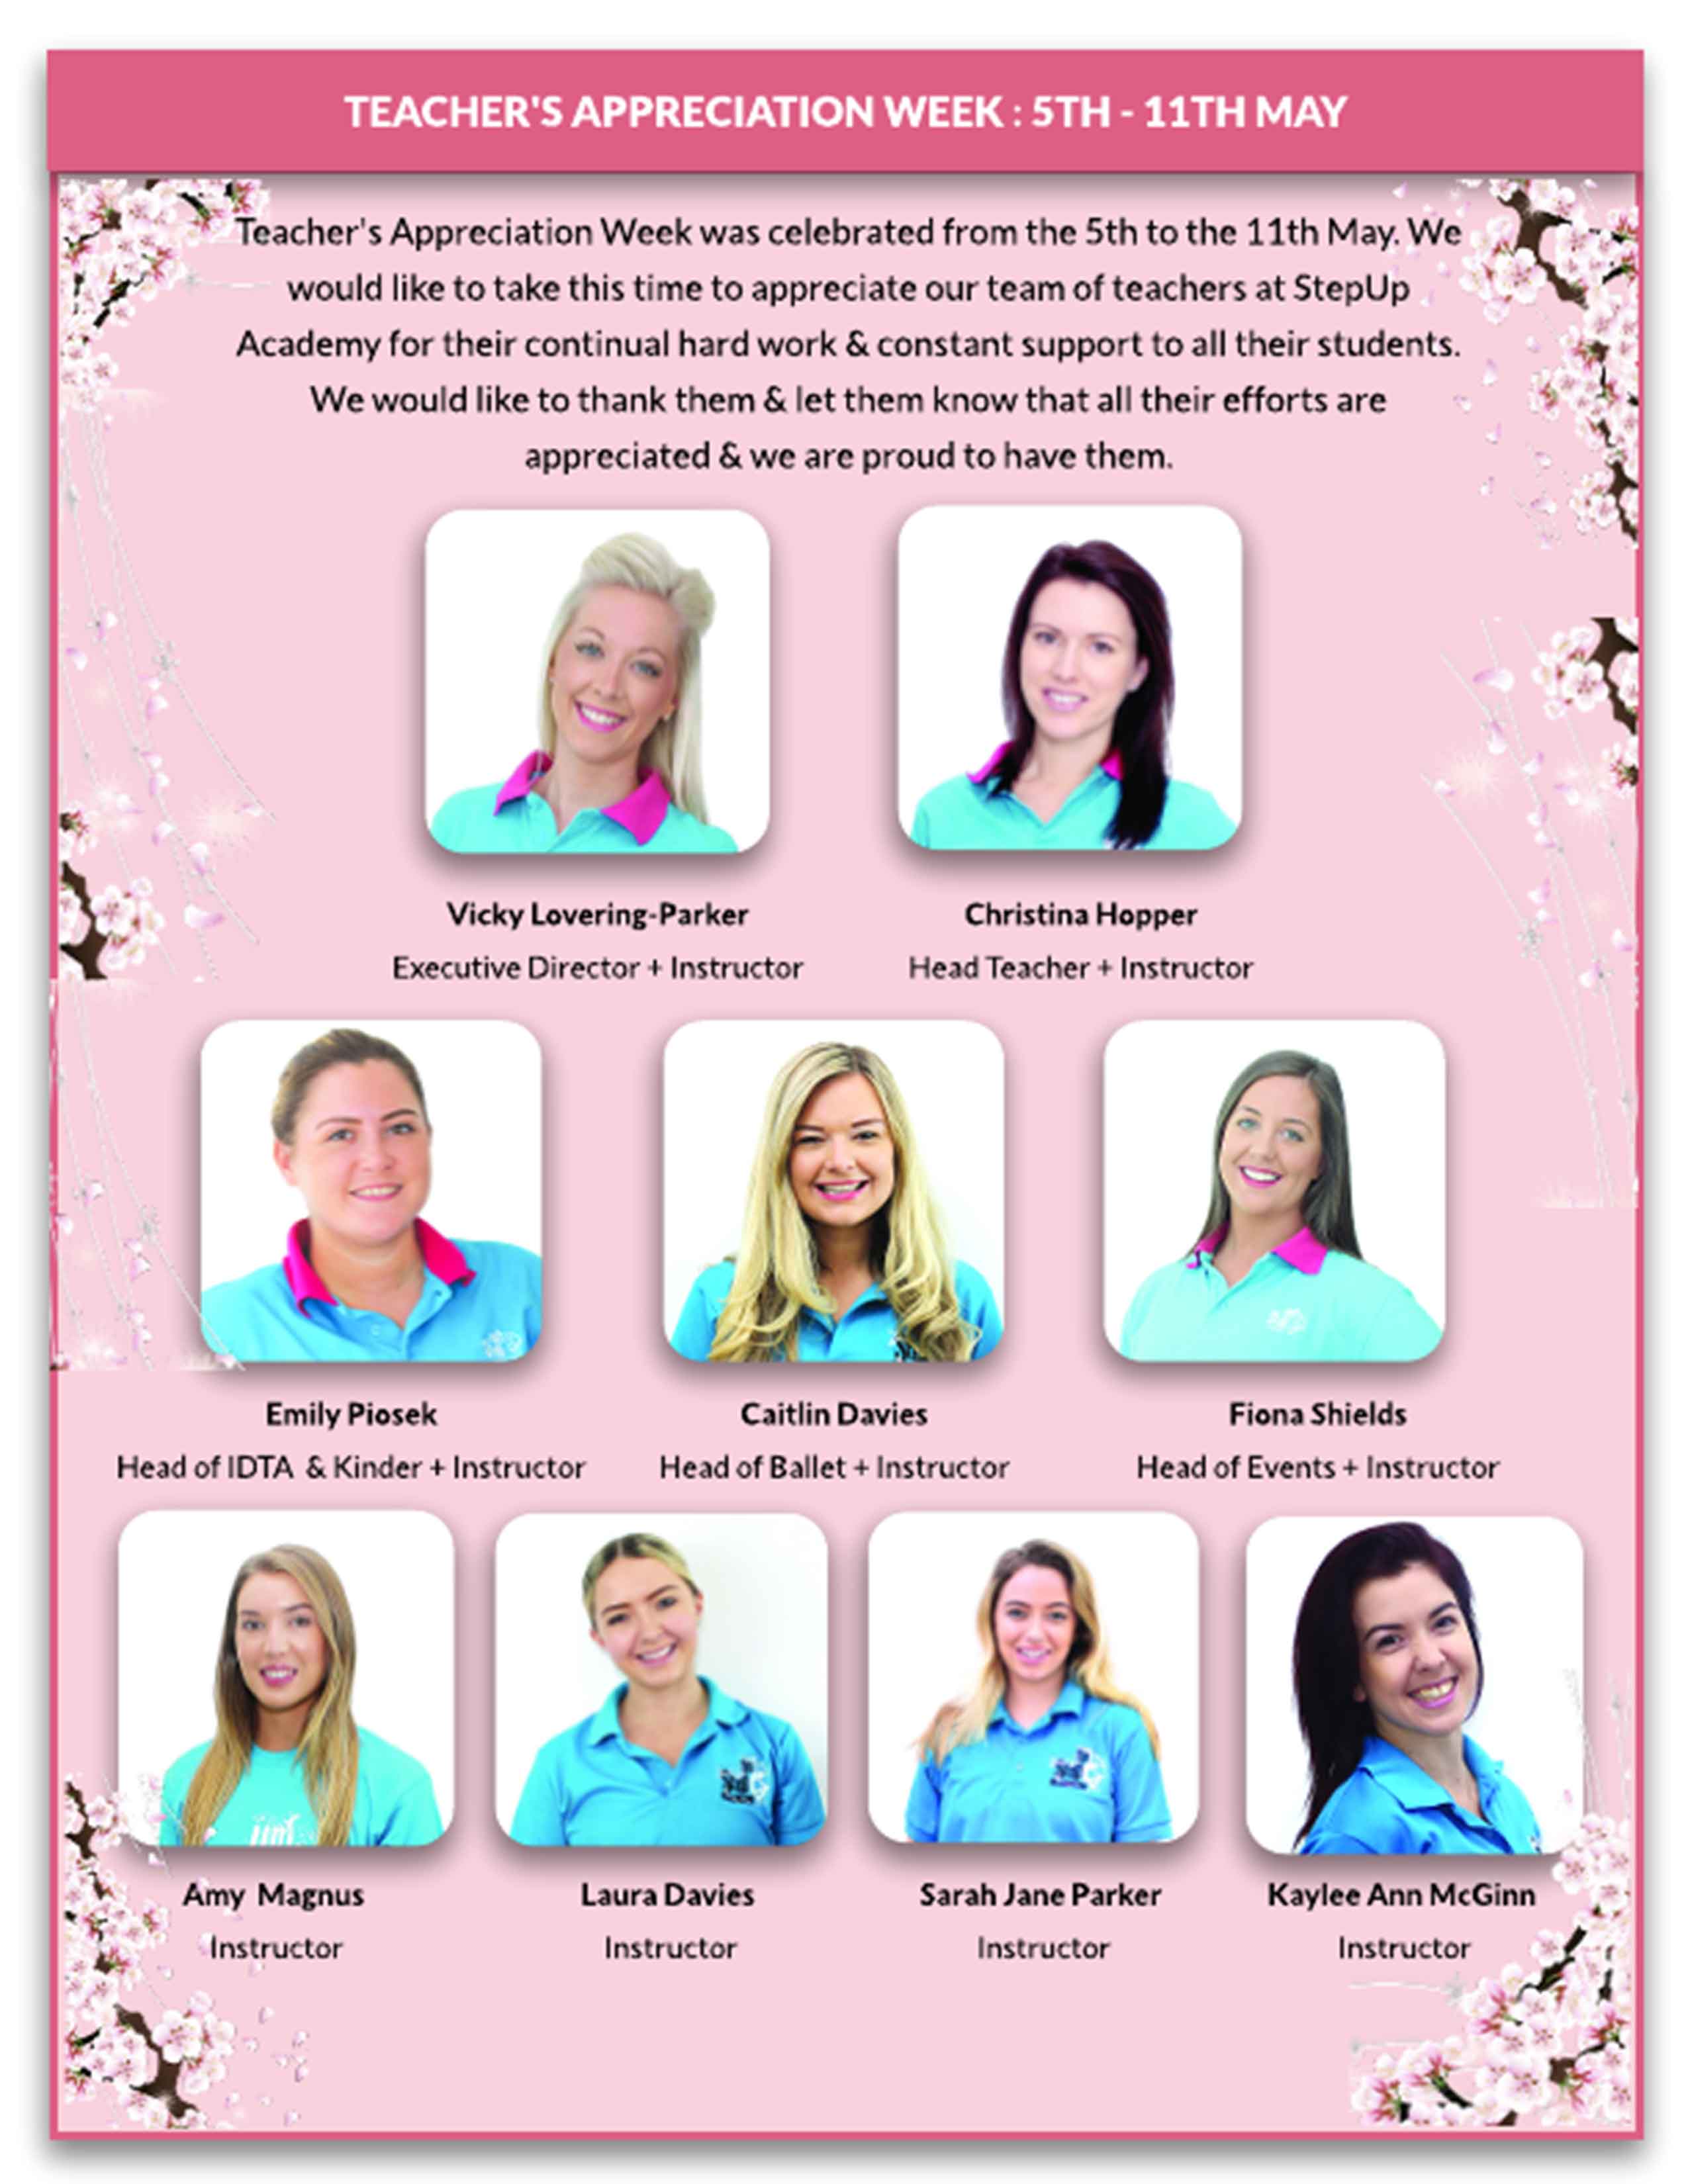 TEACHER'S APPRECIATION WEEK : 5TH - 11TH MAY
Teacher's Appreciation Week was celebrated from the 5th to the 11th May. We
would like to take this time to appreciate our team of teachers at StepUp
Academy for their continual hard work & constant support to all their students.
We would like to thank them & let them know that all their efforts are
appreciated & we are proud to have them.
Vicky Lovering-Parker
Executive Director + Instructor
Christina Hopper
Head Teacher + Instructor
Emily Piosek
Head of IDTA & Kinder + Instructor
Caitlin Davies
Head of Ballet + Instructor
Fiona Shields
Head of Events + Instructor
Amy Magnus
Instructor
Laura Davies
Instructor
Sarah Jane Parker
Instructor
Kaylee Ann McGinn
Instructor